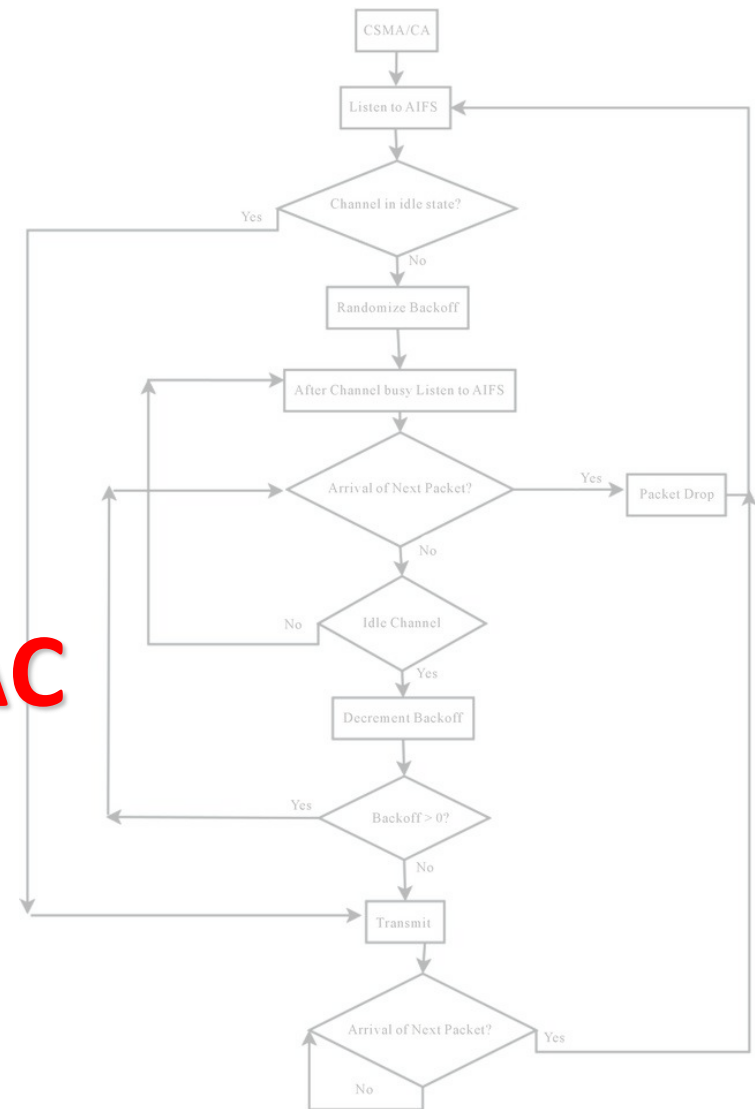 CSMA/CA
Listen to AIFS
Channel in idle state?
Yes
No
Randomize Backoff
After Channel busy Listen to AIFS
Arrival of Next Packet?
Yes
Packet Drop
No
Idle Channel
No
Yes
AC
Decrement Backoff
Yes
Backoff > 0?
No
Transmit
Arrival of Next Packet?
Yes
No